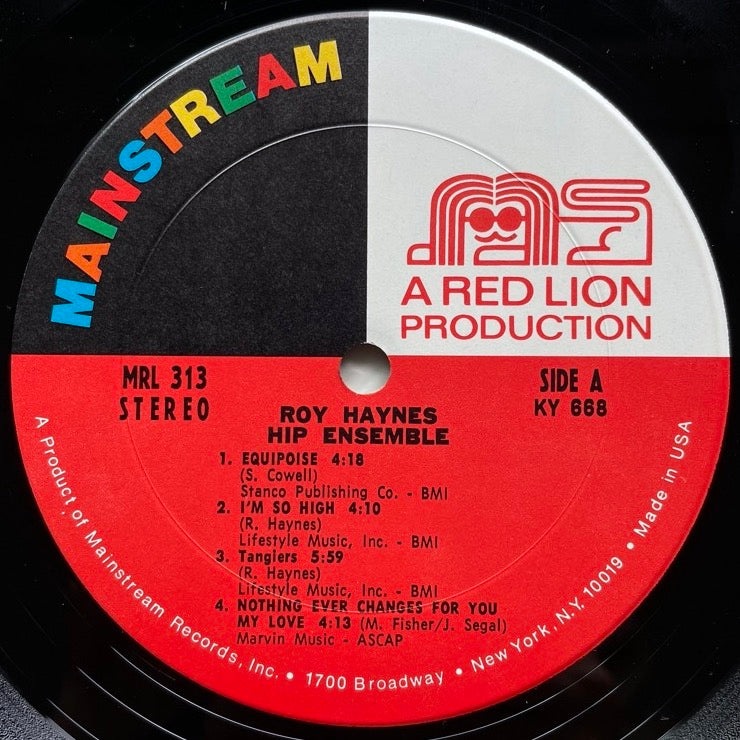 MAINSTREAM
A RED LION
PRODUCTION
MRL 313
STEREO
SIDE A
KY 668
ROY HAYNES
HIP ENSEMBLE
1. EQUIPOISE 4:18
(S. Cowell)
Stanco Publishing Co. - BMI
2. I'M SO HIGH 4:10
(R. Haynes)
Lifestyle Music, Inc. - BMI
3. Tangiers 5:59
(R. Haynes)
Lifestyle Music, Inc. - BMI
4. NOTHING EVER CHANGES FOR YOU
MY LOVE 4:13 (M. Fisher/J. Segal)
Marvin Music - ASCAP
A Product of Mainstream Records, Inc. • 1700 Broadway • New York, N.Y. 10019 • Made in USA